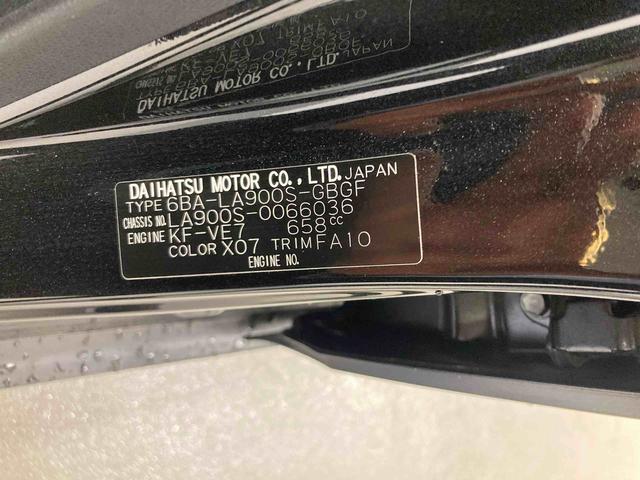 DAIHATSU MOTOR CO.,LTD. JAPAN
TYPE 6BA-LA900S-GBGF
CHASSIS NO. LA900S-0066036
ENGINE KF-VE7 658cc
COLOR X07 TRIM FA10
ENGINE NO.